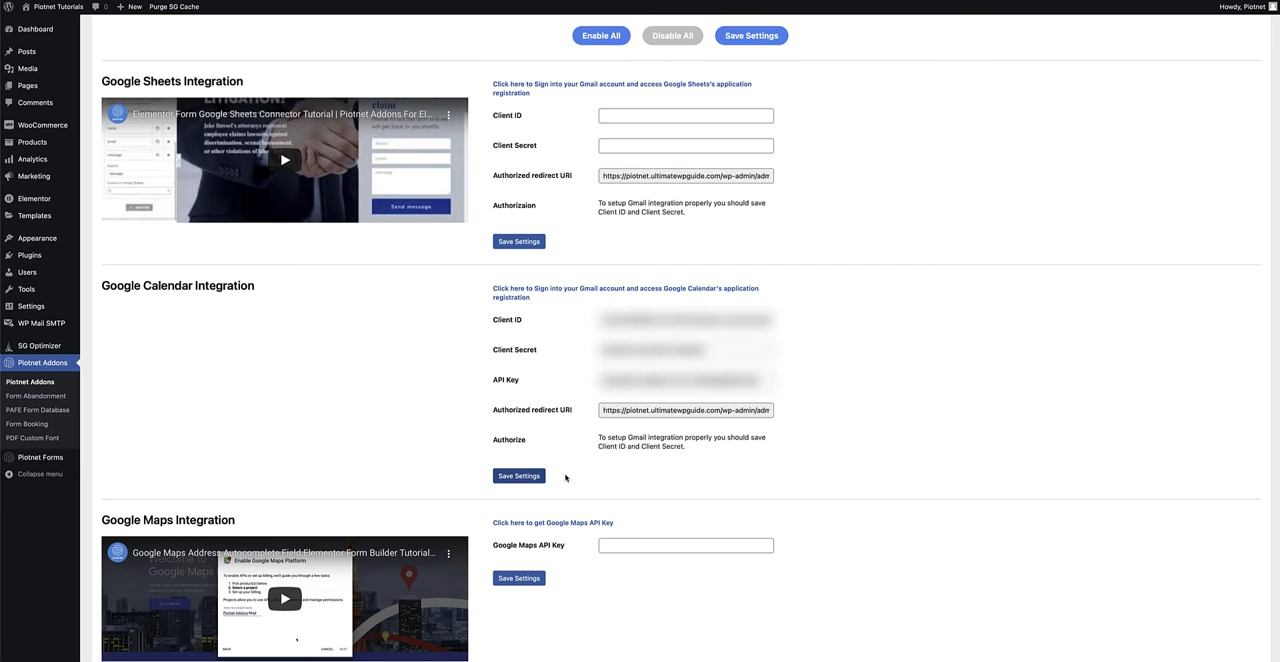 Piotnet Tutorials
0
New
Purge SG Cache
Howdy, Piotnet
Dashboard
Posts
Media
Pages
Comments
WooCommerce
Products
Analytics
Marketing
Elementor
Templates
Appearance
Plugins
Users
Tools
Settings
WP Mail SMTP
SG Optimizer
Piotnet Addons
Piotnet Addons
Form Abandonment
PAFE Form Database
Form Booking
PDF Custom Font
Piotnet Forms
Collapse menu
Enable All
Disable All
Save Settings
Google Sheets Integration
Elementor Form Google Sheets Connector Tutorial | Piotnet Addons For El...
claim
Send message
Click here to Sign into your Gmail account and access Google Sheets's application
registration
Client ID
Client Secret
Authorized redirect URI
https://piotnet.ultimatewpguide.com/wp-admin/adm
Authorizaion
To setup Gmail integration properly you should save
Client ID and Client Secret.
Save Settings
Google Calendar Integration
Click here to Sign into your Gmail account and access Google Calendar's application
registration
Client ID
Client Secret
API Key
Authorized redirect URI
https://piotnet.ultimatewpguide.com/wp-admin/adm
Authorize
To setup Gmail integration properly you should save
Client ID and Client Secret.
Save Settings
Google Maps Integration
Google Maps Address Autocomplete Field Elementor Form Builder Tutorial...
Enable Google Maps Platform
Click here to get Google Maps API Key
Google Maps API Key
Save Settings